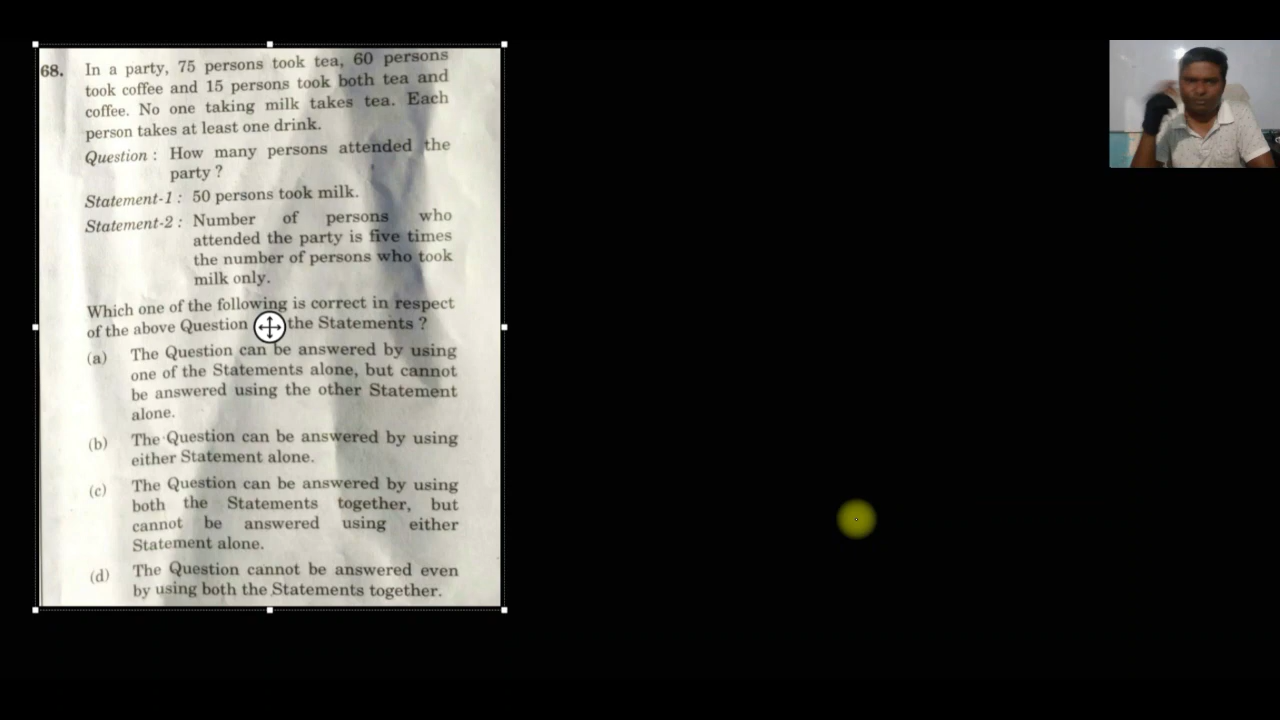 68. In a party, 75 persons took tea, 60 persons
took coffee and 15 persons took both tea and
coffee. No one taking milk takes tea. Each
person takes at least one drink.
Question : How many persons attended the
party ?
Statement-1 : 50 persons took milk.
Statement-2 : Number of persons who
attended the party is five times
the number of persons who took
milk only.
Which one of the following is correct in respect
of the above Question the Statements ?
(a) The Question can be answered by using
one of the Statements alone, but cannot
be answered using the other Statement
alone.
(b) The Question can be answered by using
either Statement alone.
(c) The Question can be answered by using
both the Statements together, but
cannot be answered using either
Statement alone.
(d) The Question cannot be answered even
by using both the Statements together.